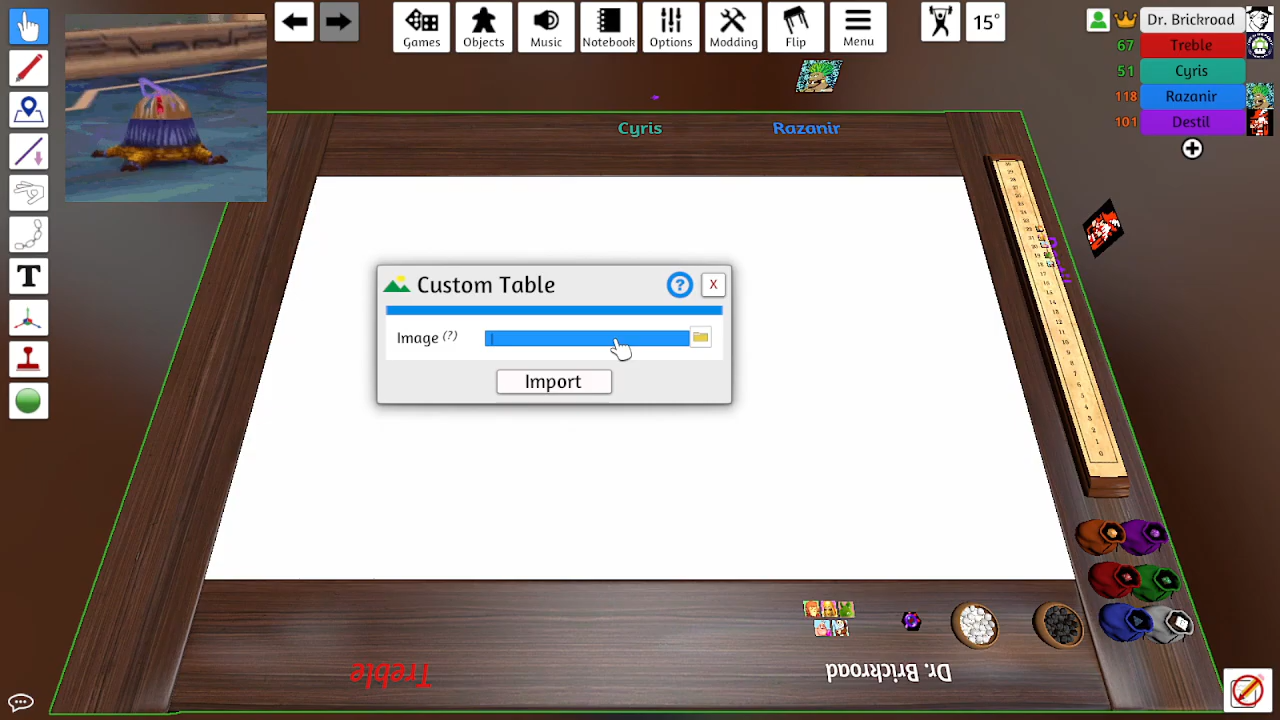 Games
Objects
Music
Notebook
Options
Modding
Flip
Menu
15°
Dr. Brickroad
67 Treble
51 Cyris
118 Razanir
101 Destil
Cyris
Razanir
Custom Table
?
X
Image (?)
Import
T
Treble
Dr. Brickroad